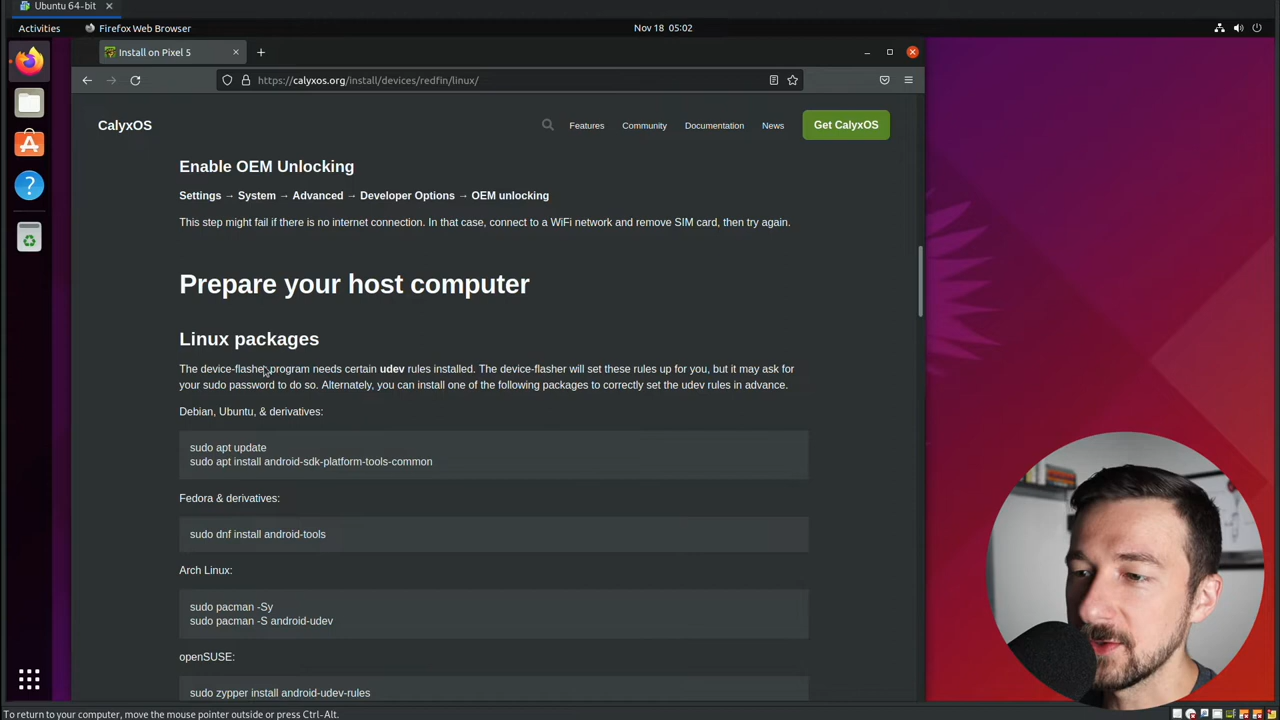 Ubuntu 64-bit
Activities
Firefox Web Browser
Nov 18 05:02
Install on Pixel 5
https://calyxos.org/install/devices/redfin/linux/
CalyxOS
Features
Community
Documentation
News
Get CalyxOS
Enable OEM Unlocking
Settings → System → Advanced → Developer Options → OEM unlocking
This step might fail if there is no internet connection. In that case, connect to a WiFi network and remove SIM card, then try again.
Prepare your host computer
Linux packages
The device-flasher program needs certain udev rules installed. The device-flasher will set these rules up for you, but it may ask for
your sudo password to do so. Alternately, you can install one of the following packages to correctly set the udev rules in advance.
Debian, Ubuntu, & derivatives:
sudo apt update
sudo apt install android-sdk-platform-tools-common
Fedora & derivatives:
sudo dnf install android-tools
Arch Linux:
sudo pacman -Sy
sudo pacman -S android-udev
openSUSE:
sudo zypper install android-udev-rules
To return to your computer, move the mouse pointer outside or press Ctrl-Alt.